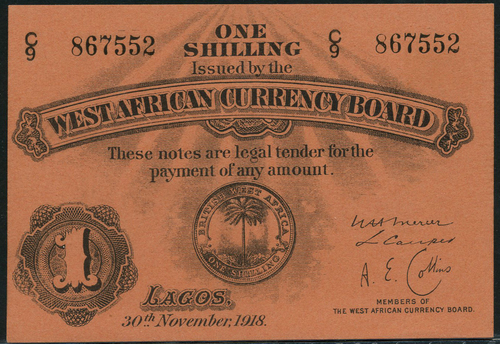 ONE
SHILLING
C/9 867552 C/9 867552
Issued by the
WEST AFRICAN CURRENCY BOARD
These notes are legal tender for the
payment of any amount.
BRITISH WEST AFRICA
ONE SHILLING
1
A. E. Collins
LAGOS.
30th November, 1918.
MEMBERS OF
THE WEST AFRICAN CURRENCY BOARD.